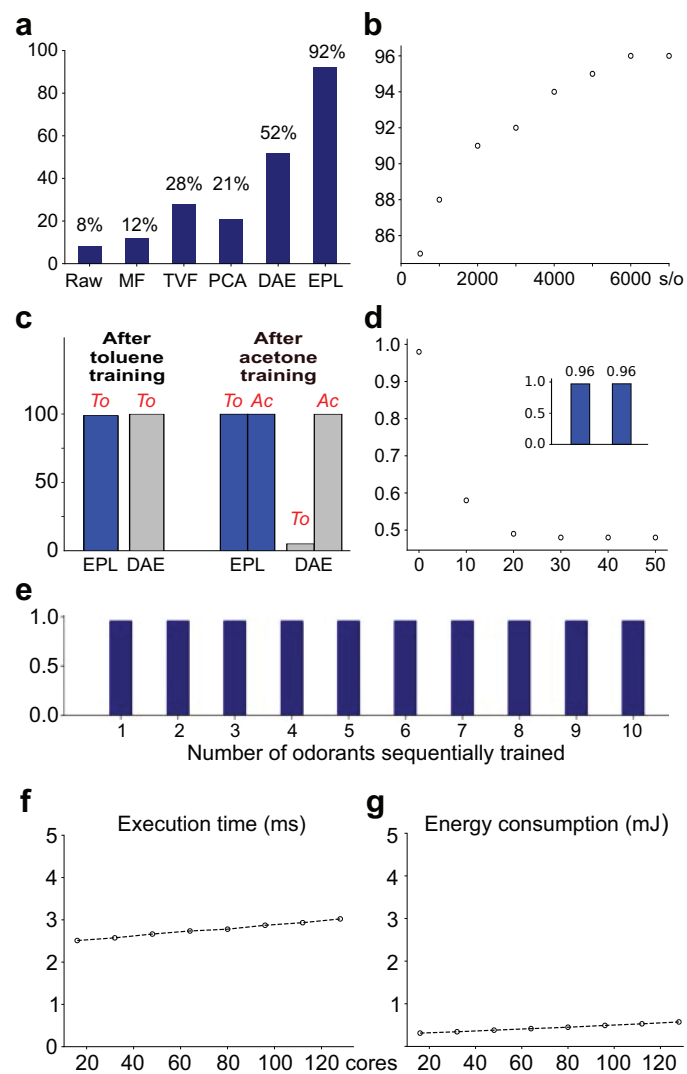 a
100
80
60
40
20
0
8%
12%
28%
21%
52%
92%
Raw MF TVF PCA DAE EPL
b
96
94
92
90
88
86
0 2000 4000 6000 s/o
c
After
toluene
training
After
acetone
training
To To To Ac To Ac
100
50
0
EPL DAE EPL DAE
d
1.0
0.9
0.8
0.7
0.6
0.5
0 10 20 30 40 50
0.96 0.96
1.0
0.5
0.0
e
1.0
0.5
0.0
1 2 3 4 5 6 7 8 9 10
Number of odorants sequentially trained
f
Execution time (ms)
5
4
3
2
1
0
20 40 60 80 100 120 cores
g
Energy consumption (mJ)
5
4
3
2
1
20 40 60 80 100 120